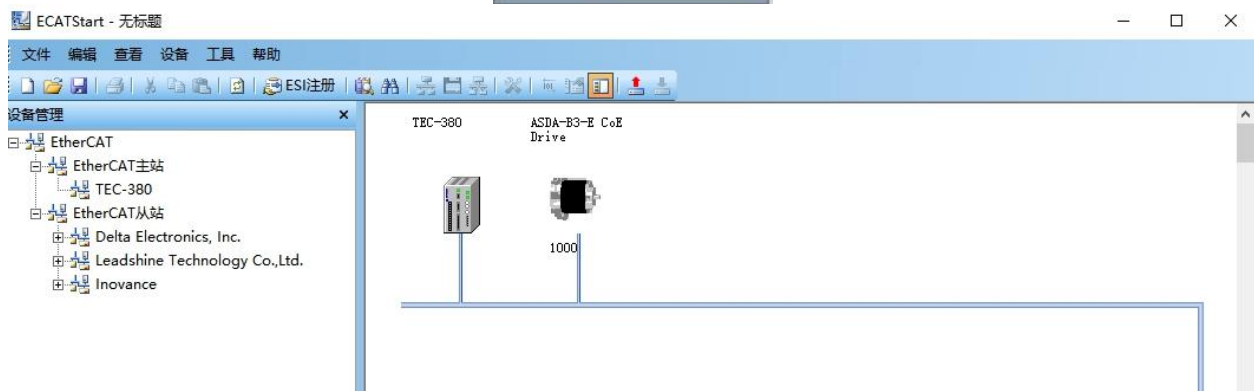 ECATStart - 无标题
文件 编辑 查看 设备 工具 帮助
ESI注册
设备管理
EtherCAT
EtherCAT主站
TEC-380
EtherCAT从站
Delta Electronics, Inc.
Leadshine Technology Co.,Ltd.
Inovance
TEC-380
ASDA-B3-E CoE
Drive
1000